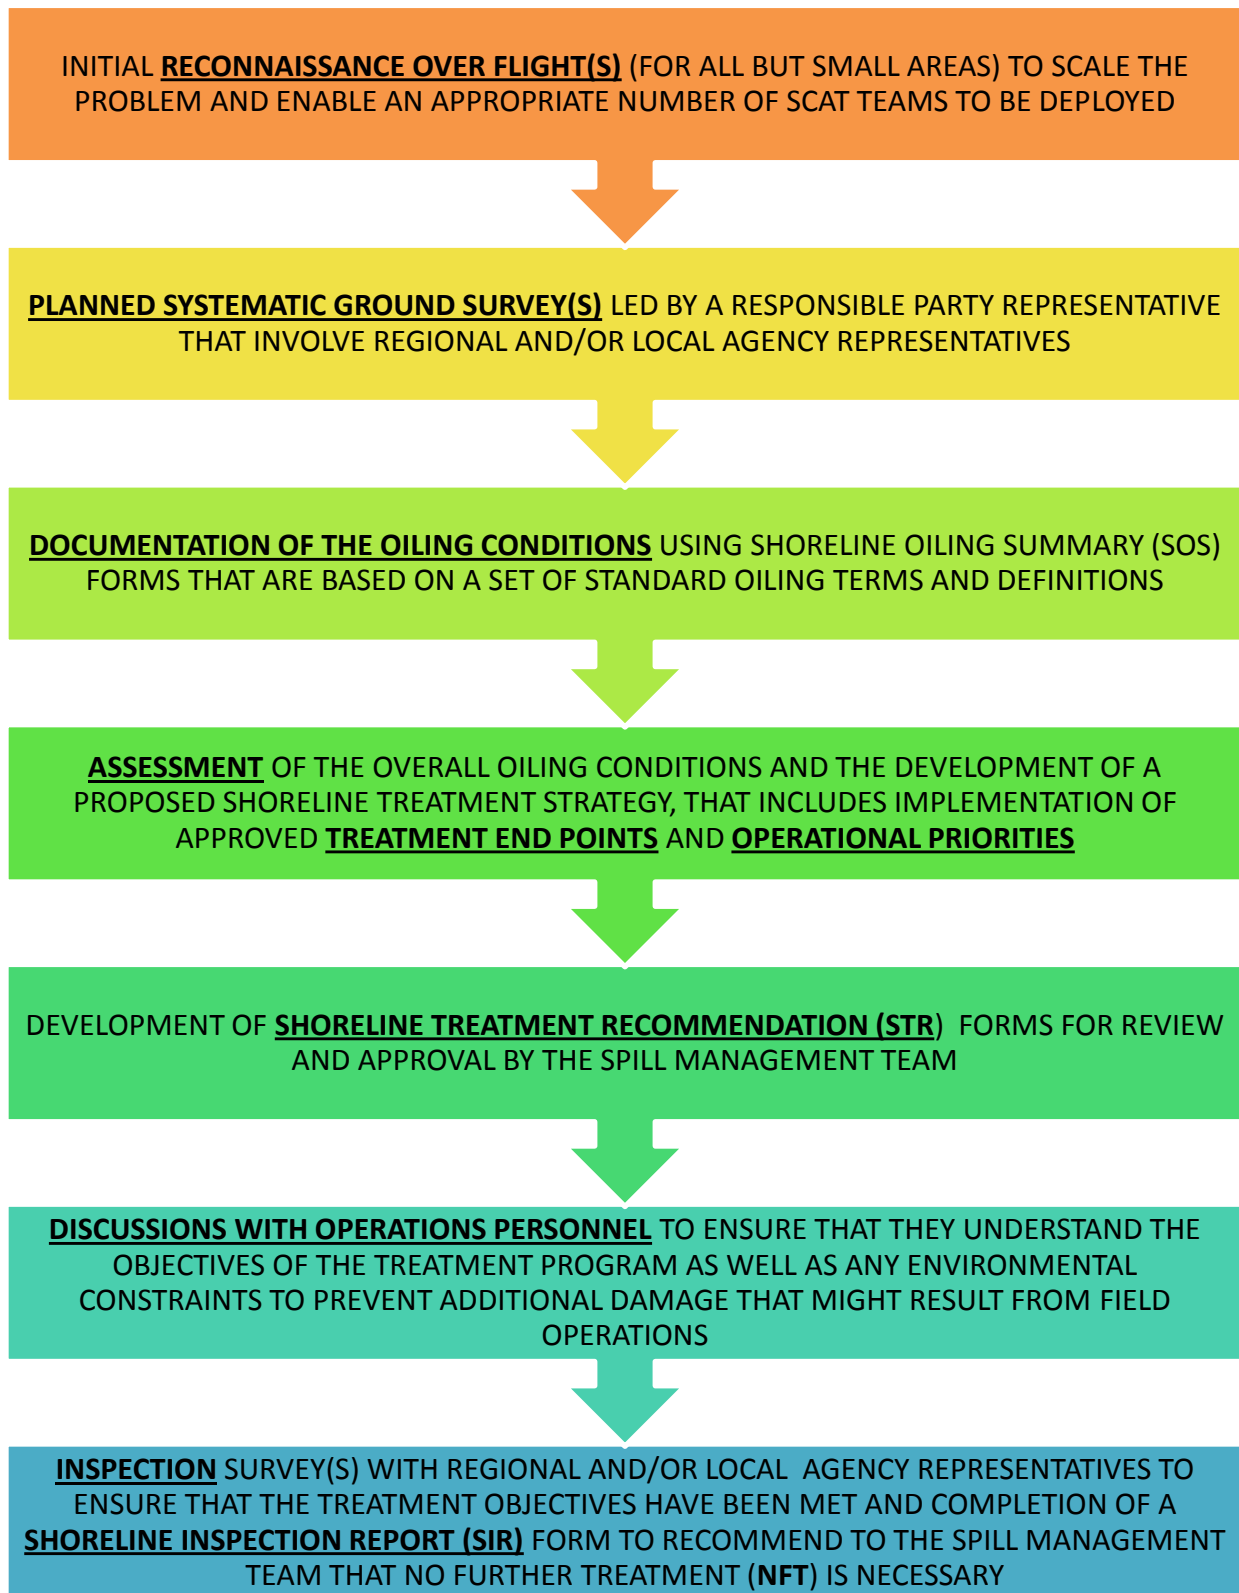 INITIAL RECONNAISSANCE OVER FLIGHT(S) (FOR ALL BUT SMALL AREAS) TO SCALE THE
PROBLEM AND ENABLE AN APPROPRIATE NUMBER OF SCAT TEAMS TO BE DEPLOYED
PLANNED SYSTEMATIC GROUND SURVEY(S) LED BY A RESPONSIBLE PARTY REPRESENTATIVE
THAT INVOLVE REGIONAL AND/OR LOCAL AGENCY REPRESENTATIVES
DOCUMENTATION OF THE OILING CONDITIONS USING SHORELINE OILING SUMMARY (SOS)
FORMS THAT ARE BASED ON A SET OF STANDARD OILING TERMS AND DEFINITIONS
ASSESSMENT OF THE OVERALL OILING CONDITIONS AND THE DEVELOPMENT OF A
PROPOSED SHORELINE TREATMENT STRATEGY, THAT INCLUDES IMPLEMENTATION OF
APPROVED TREATMENT END POINTS AND OPERATIONAL PRIORITIES
DEVELOPMENT OF SHORELINE TREATMENT RECOMMENDATION (STR) FORMS FOR REVIEW
AND APPROVAL BY THE SPILL MANAGEMENT TEAM
DISCUSSIONS WITH OPERATIONS PERSONNEL TO ENSURE THAT THEY UNDERSTAND THE
OBJECTIVES OF THE TREATMENT PROGRAM AS WELL AS ANY ENVIRONMENTAL
CONSTRAINTS TO PREVENT ADDITIONAL DAMAGE THAT MIGHT RESULT FROM FIELD
OPERATIONS
INSPECTION SURVEY(S) WITH REGIONAL AND/OR LOCAL AGENCY REPRESENTATIVES TO
ENSURE THAT THE TREATMENT OBJECTIVES HAVE BEEN MET AND COMPLETION OF A
SHORELINE INSPECTION REPORT (SIR) FORM TO RECOMMEND TO THE SPILL MANAGEMENT
TEAM THAT NO FURTHER TREATMENT (NFT) IS NECESSARY